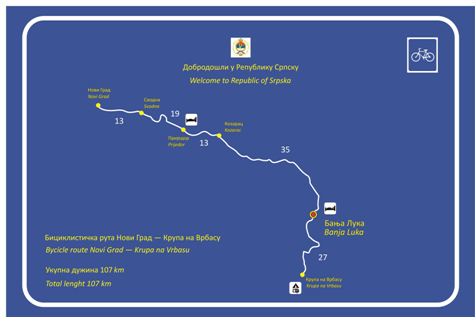 Добродошли у Републику Српску
Welcome to Republic of Srpska
Нови Град
Novi Grad
Сводна
Svodna
19
13
Приједор
Prijedor
13
Козарац
Kozarac
35
Бања Лука
Banja Luka
27
Крупа на Врбасу
Krupa na Vrbasu
Бициклистичка рута Нови Град — Крупа на Врбасу
Bycicle route Novi Grad — Krupa na Vrbasu
Укупна дужина 107 km
Total lenght 107 km